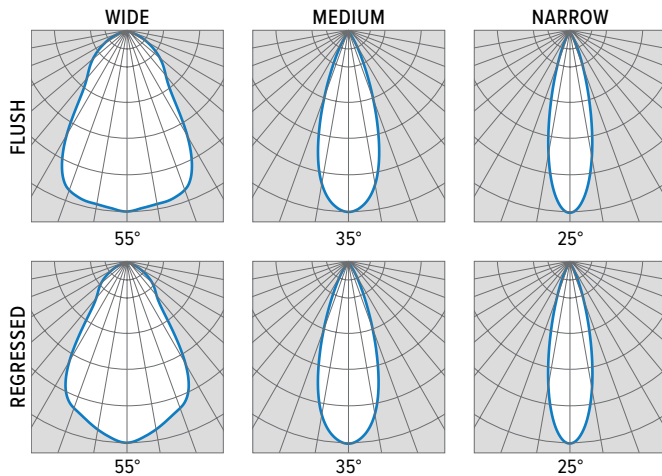 WIDE MEDIUM NARROW
FLUSH
55° 35° 25°
REGRESSED
55° 35° 25°